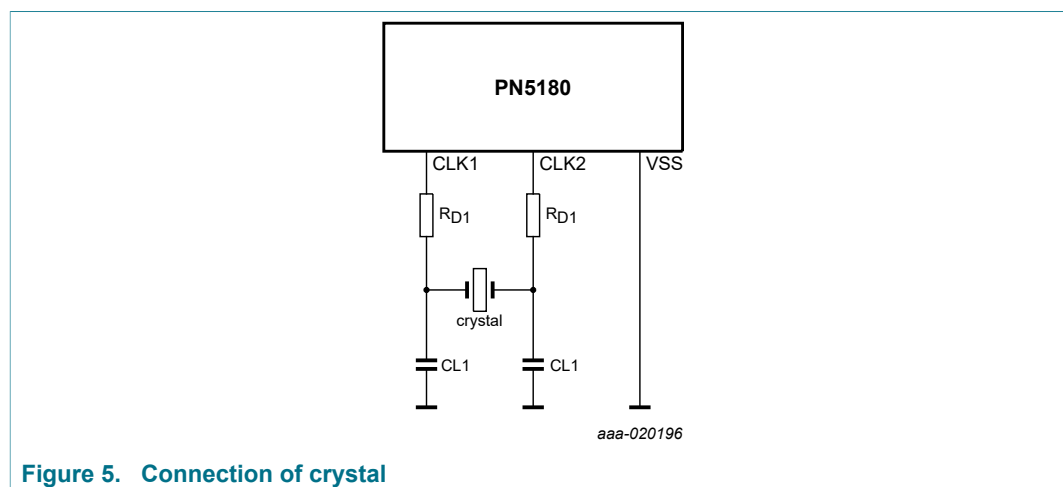 PN5180
CLK1 CLK2 VSS
RD1 RD1
crystal
CL1 CL1
aaa-020196
Figure 5. Connection of crystal